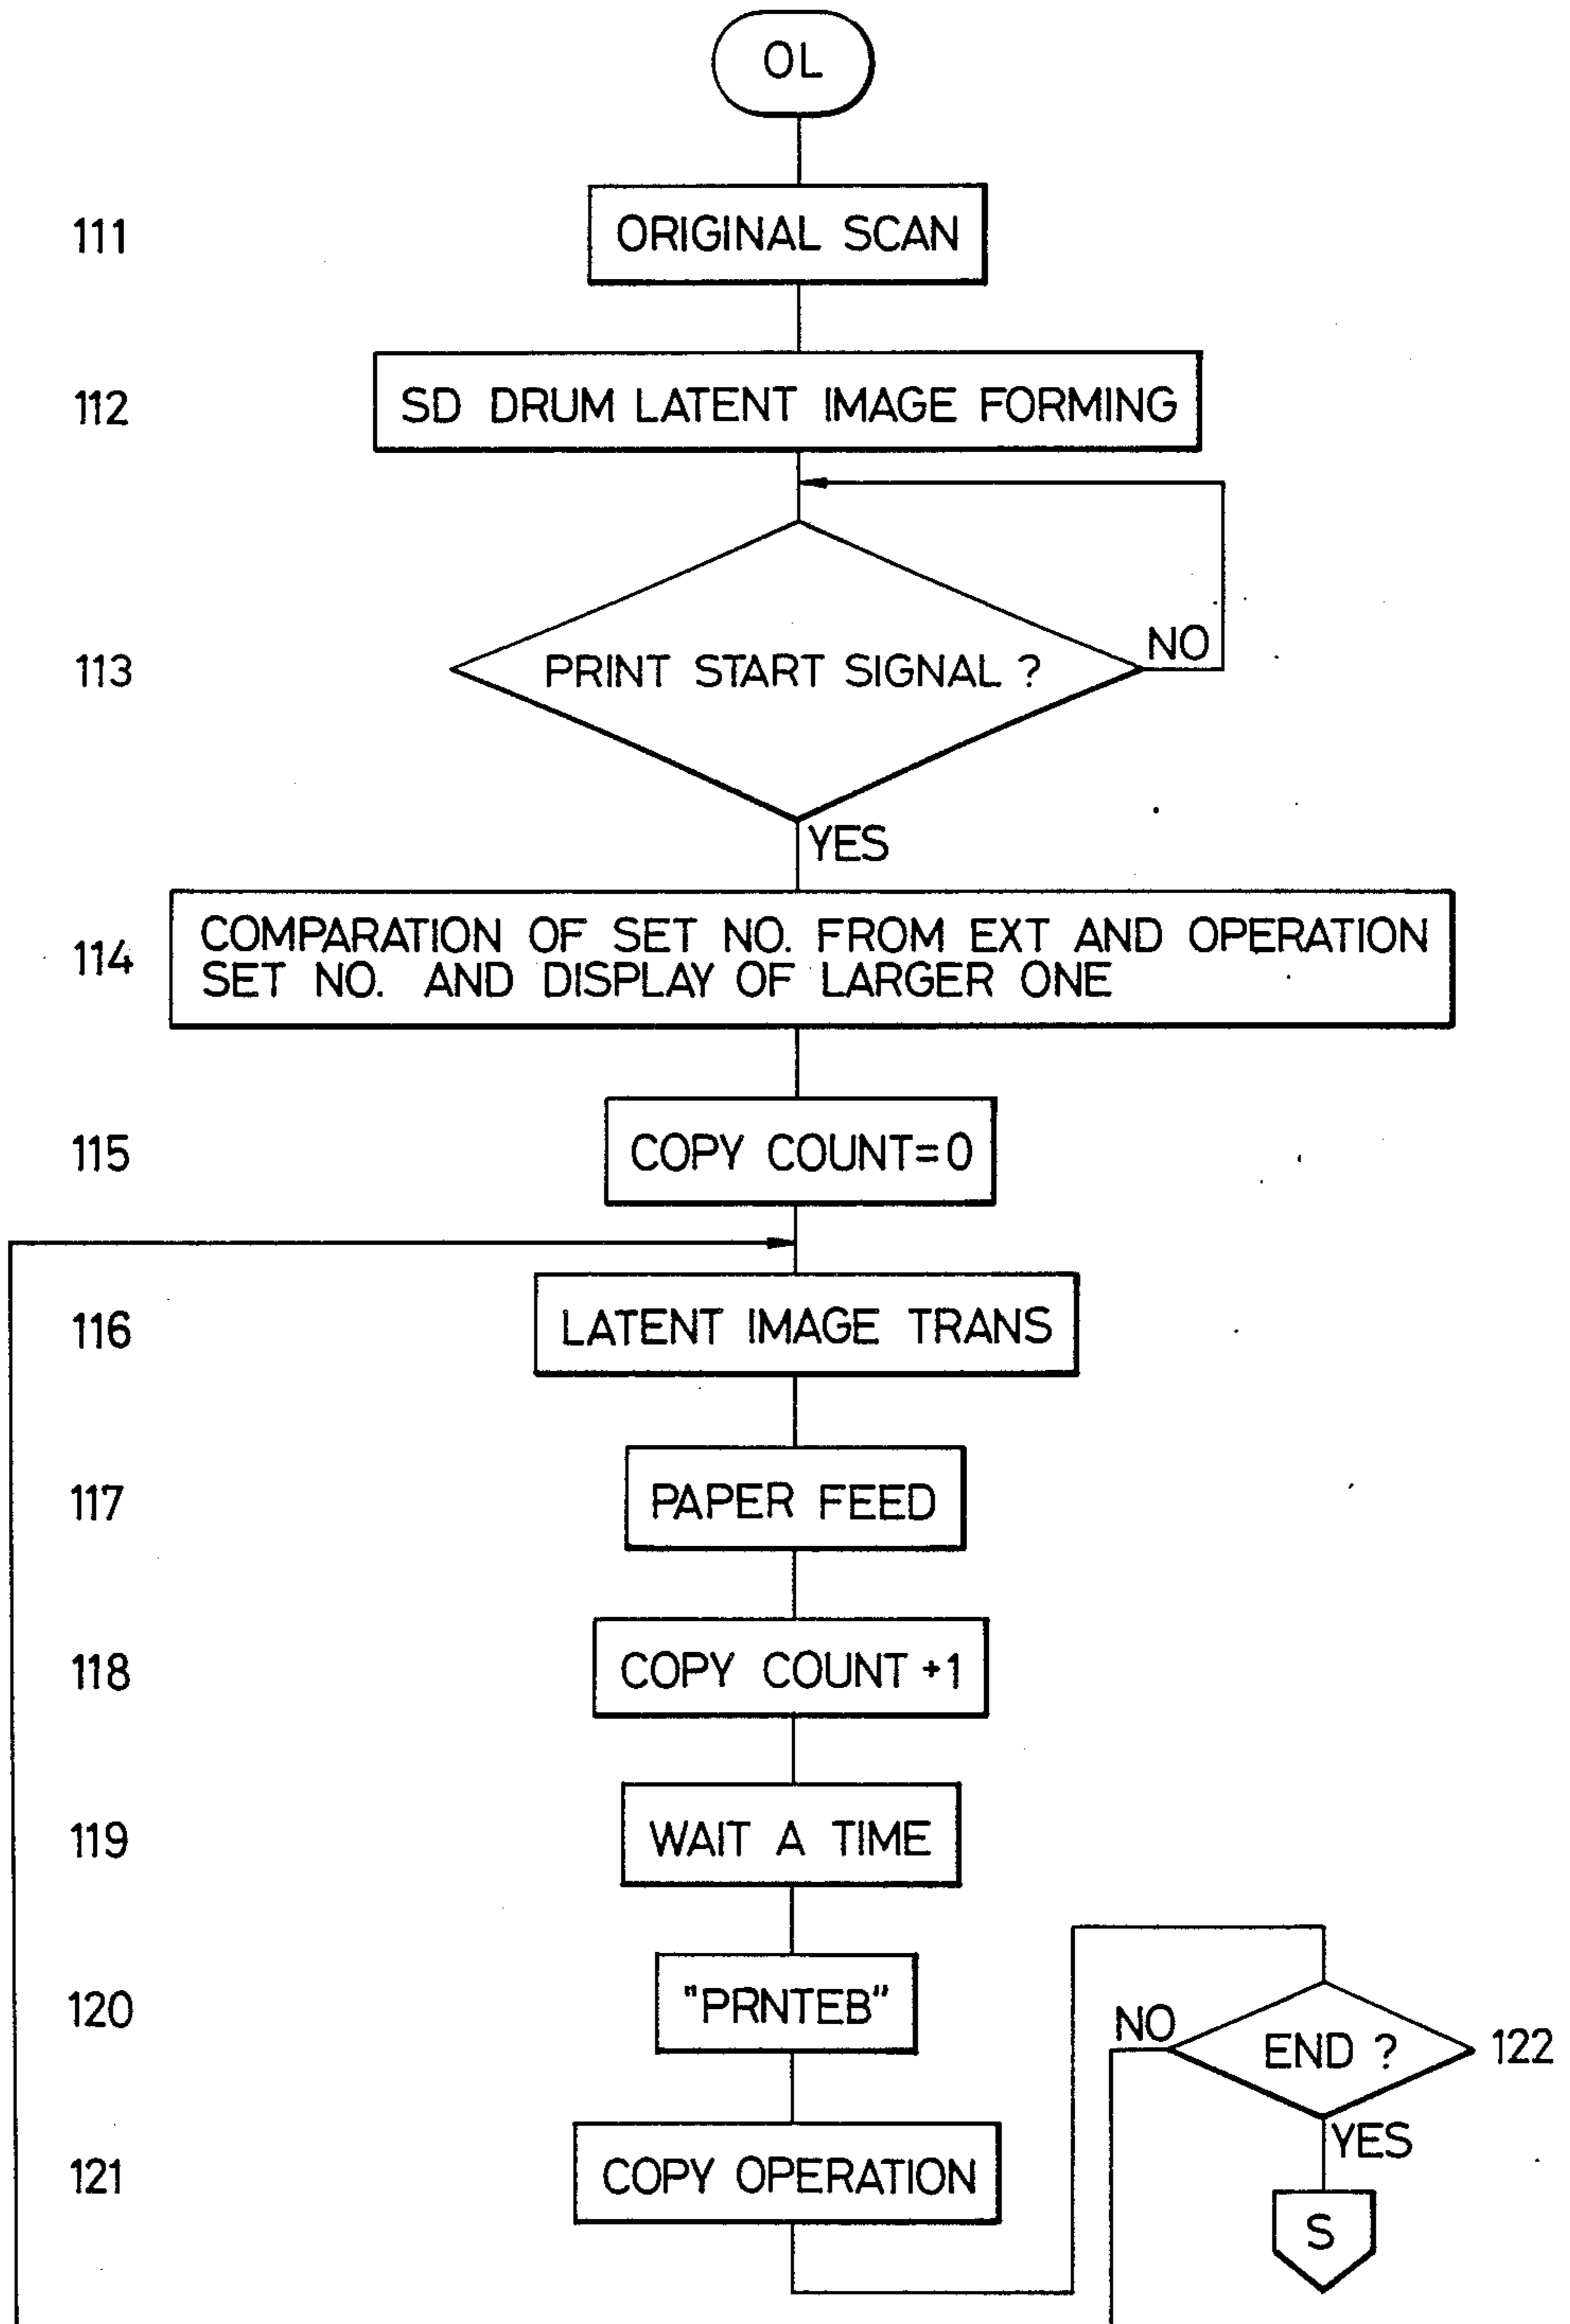 OL
111
ORIGINAL SCAN
112
SD DRUM LATENT IMAGE FORMING
113
PRINT START SIGNAL ?
NO
YES
114
COMPARATION OF SET NO. FROM EXT AND OPERATION
SET NO. AND DISPLAY OF LARGER ONE
115
COPY COUNT=0
116
LATENT IMAGE TRANS
117
PAPER FEED
118
COPY COUNT +1
119
WAIT A TIME
120
"PRNTEB"
NO
END ?
122
YES
121
COPY OPERATION
S